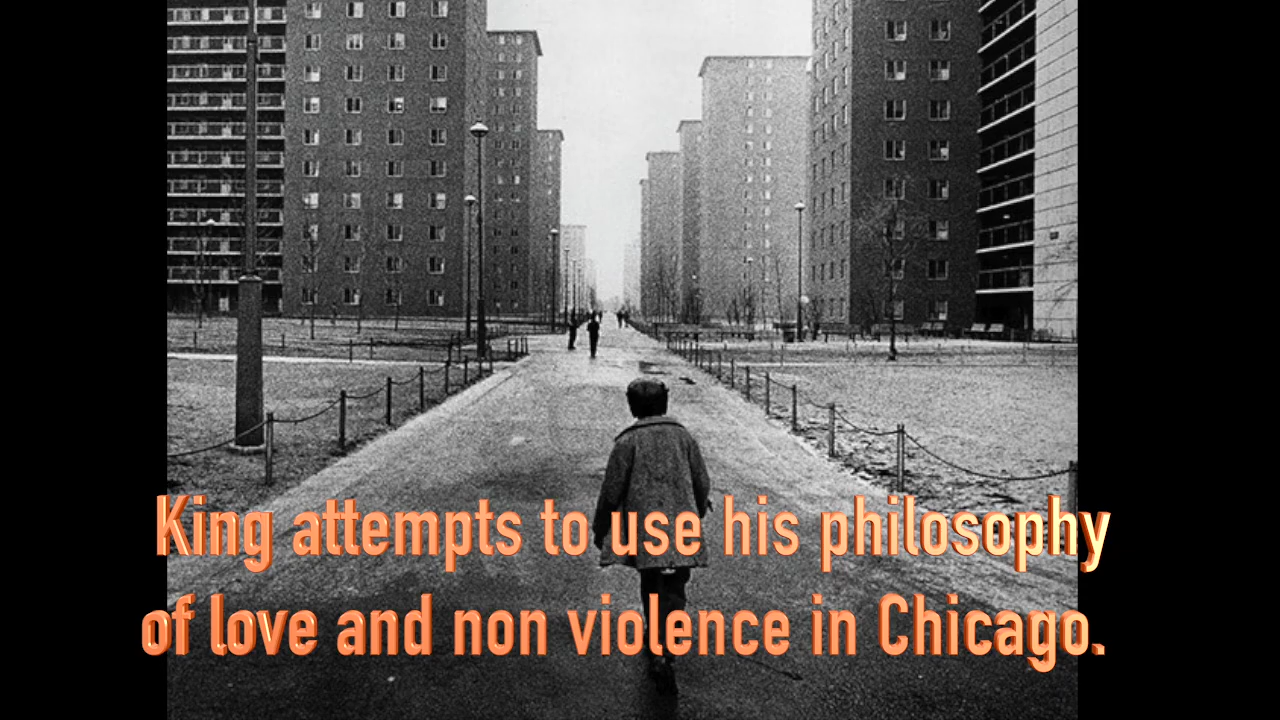 King attempts to use his philosophy
of love and non violence in Chicago.